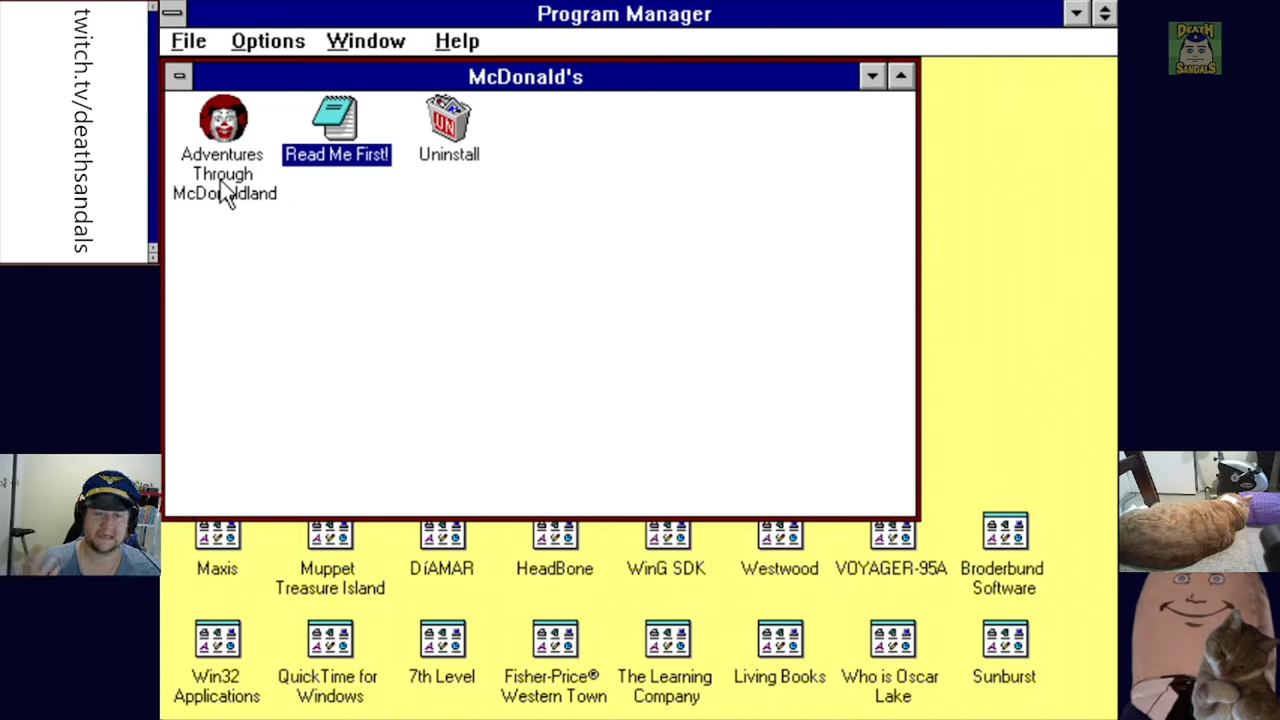 twitch.tv/deathsandals
Program Manager
File Options Window Help
McDonald's
Adventures
Through
McDonaldland
Read Me First!
UN
Uninstall
DEATH
SANDALS
Maxis
Muppet
Treasure Island
DíAMAR
HeadBone
WinG SDK
Westwood
VOYAGER-95A
Broderbund
Software
Win32
Applications
QuickTime for
Windows
7th Level
Fisher-Price®
Western Town
The Learning
Company
Living Books
Who is Oscar
Lake
Sunburst